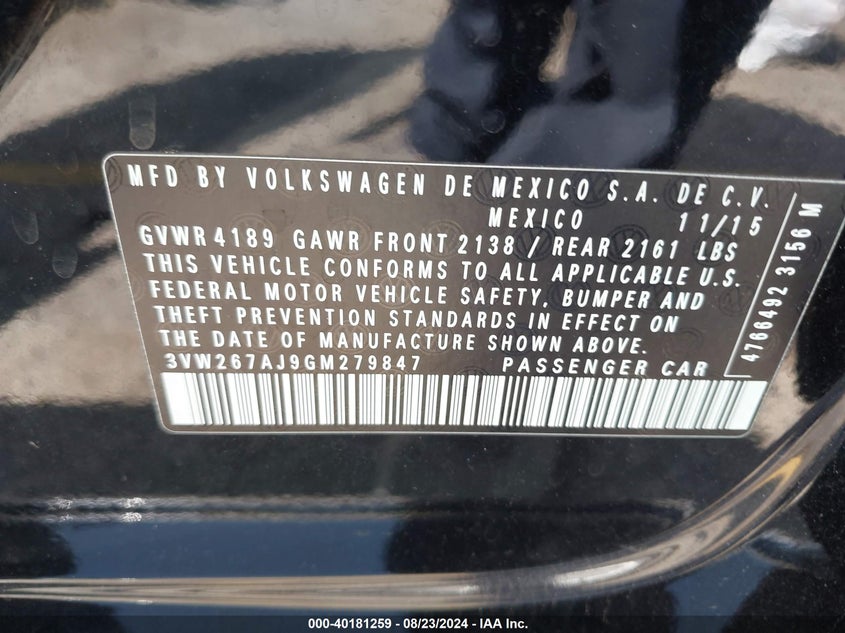 MFD BY VOLKSWAGEN DE MEXICO S.A. DE C.V.
MEXICO 11/15
GVWR 4189 GAWR FRONT 2138 / REAR 2161 LBS
THIS VEHICLE CONFORMS TO ALL APPLICABLE U.S.
FEDERAL MOTOR VEHICLE SAFETY, BUMPER AND
THEFT PREVENTION STANDARDS IN EFFECT ON
THE DATE OF MANUFACTURE SHOWN ABOVE.
3VW267AJ9GM279847 PASSENGER CAR
4766492 3156 M
000-40181259 - 08/23/2024 - IAA Inc.